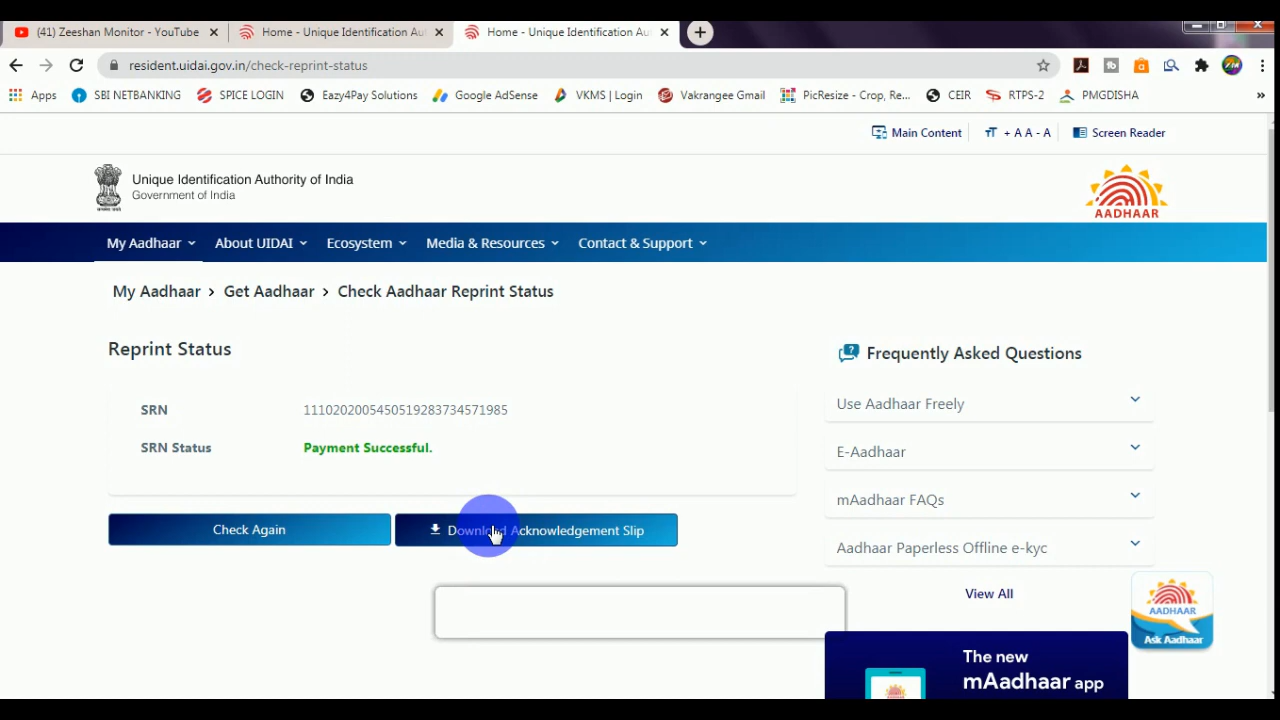 (41) Zeeshan Monitor - YouTube
Home - Unique Identification Au
Home - Unique Identification Au
resident.uidai.gov.in/check-reprint-status
Apps
SBI NETBANKING
SPICE LOGIN
Eazy4Pay Solutions
Google AdSense
VKMS | Login
Vakrangee Gmail
PicResize - Crop, Re...
CEIR
RTPS-2
PMGDISHA
»
Main Content
+ A A - A
Screen Reader
Unique Identification Authority of India
Government of India
AADHAAR
My Aadhaar
About UIDAI
Ecosystem
Media & Resources
Contact & Support
My Aadhaar > Get Aadhaar > Check Aadhaar Reprint Status
Reprint Status
SRN 1110202005450519283734571985
SRN Status Payment Successful.
Check Again
Download Acknowledgement Slip
Frequently Asked Questions
Use Aadhaar Freely
E-Aadhaar
mAadhaar FAQs
Aadhaar Paperless Offline e-kyc
View All
AADHAAR
Ask Aadhaar
The new
mAadhaar app